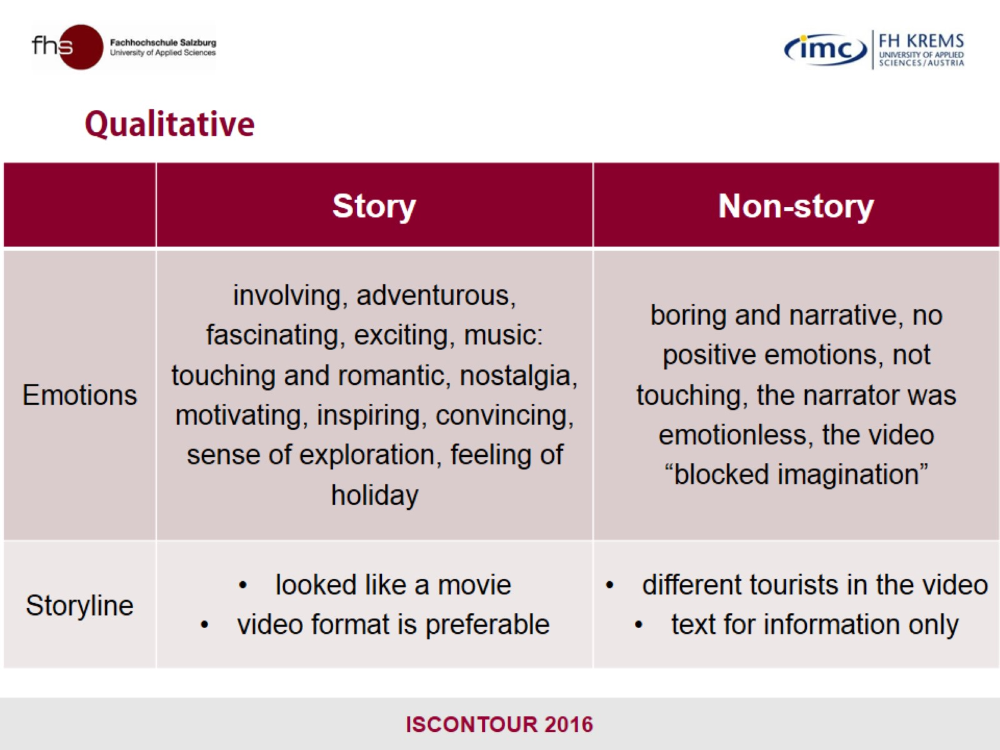 fhs
Fachhochschule Salzburg
University of Applied Sciences
imc
FH KREMS
UNIVERSITY OF APPLIED
SCIENCES/AUSTRIA
Qualitative
Story
Non-story
Emotions
involving, adventurous,
fascinating, exciting, music:
touching and romantic, nostalgia,
motivating, inspiring, convincing,
sense of exploration, feeling of
holiday
boring and narrative, no
positive emotions, not
touching, the narrator was
emotionless, the video
“blocked imagination”
Storyline
• looked like a movie
• video format is preferable
• different tourists in the video
• text for information only
ISCONTOUR 2016